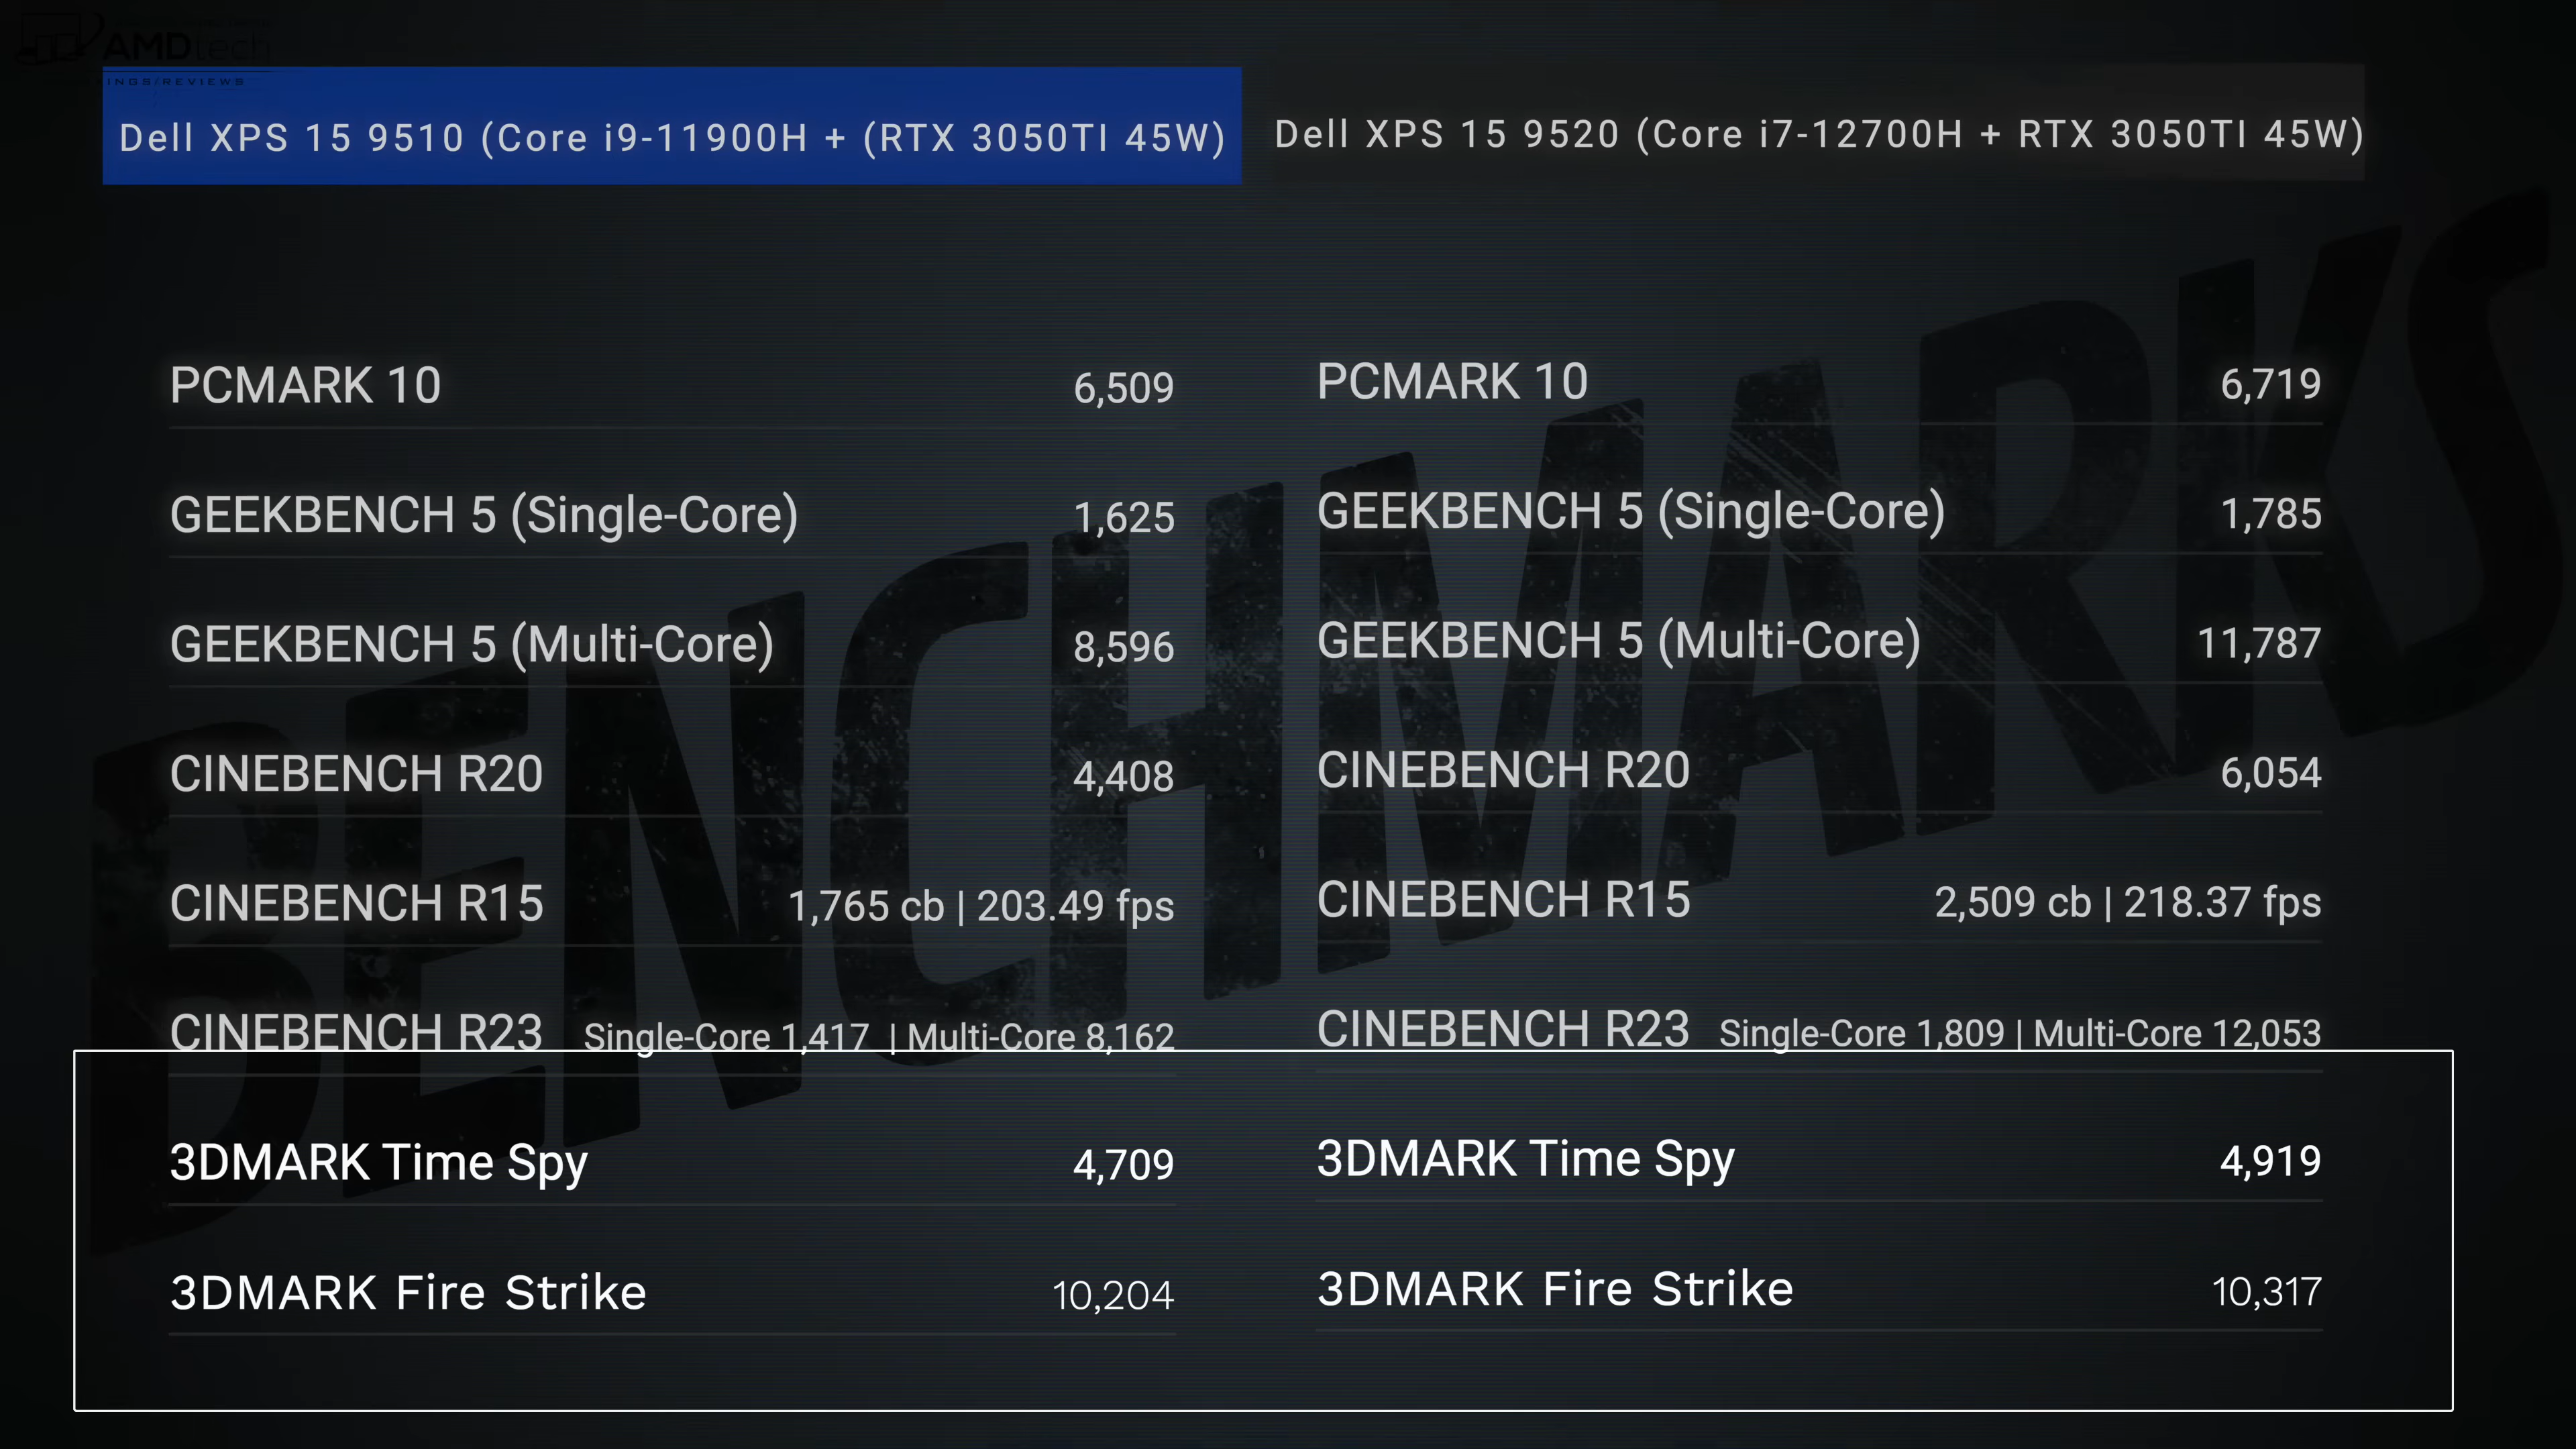 AMDtech
INGS/REVIEWS
Dell XPS 15 9510 (Core i9-11900H + (RTX 3050TI 45W)
Dell XPS 15 9520 (Core i7-12700H + RTX 3050TI 45W)
BENCHMARKS
PCMARK 10 6,509
GEEKBENCH 5 (Single-Core) 1,625
GEEKBENCH 5 (Multi-Core) 8,596
CINEBENCH R20 4,408
CINEBENCH R15 1,765 cb | 203.49 fps
CINEBENCH R23 Single-Core 1,417 | Multi-Core 8,162
3DMARK Time Spy 4,709
3DMARK Fire Strike 10,204
PCMARK 10 6,719
GEEKBENCH 5 (Single-Core) 1,785
GEEKBENCH 5 (Multi-Core) 11,787
CINEBENCH R20 6,054
CINEBENCH R15 2,509 cb | 218.37 fps
CINEBENCH R23 Single-Core 1,809 | Multi-Core 12,053
3DMARK Time Spy 4,919
3DMARK Fire Strike 10,317